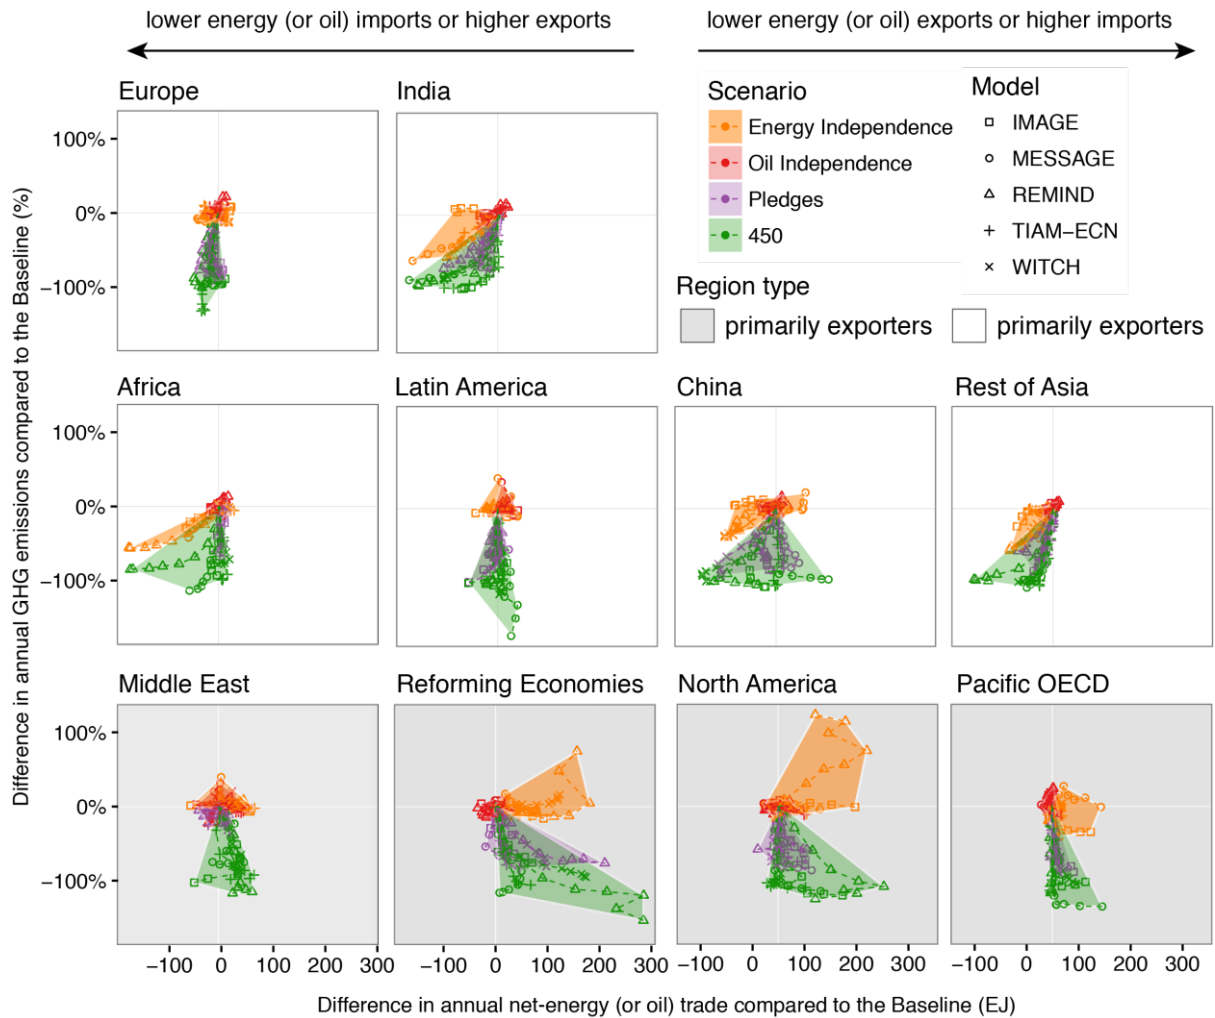 lower energy (or oil) imports or higher exports
lower energy (or oil) exports or higher imports
Europe
India
Scenario
Energy Independence
Oil Independence
Pledges
450
Model
IMAGE
MESSAGE
REMIND
TIAM−ECN
WITCH
Region type
primarily exporters
primarily exporters
100%
0%
−100%
Africa
Latin America
China
Rest of Asia
100%
0%
−100%
Middle East
Reforming Economies
North America
Pacific OECD
100%
0%
−100%
−100 0 100 200 300
−100 0 100 200 300
−100 0 100 200 300
−100 0 100 200 300
Difference in annual GHG emissions compared to the Baseline (%)
Difference in annual net-energy (or oil) trade compared to the Baseline (EJ)